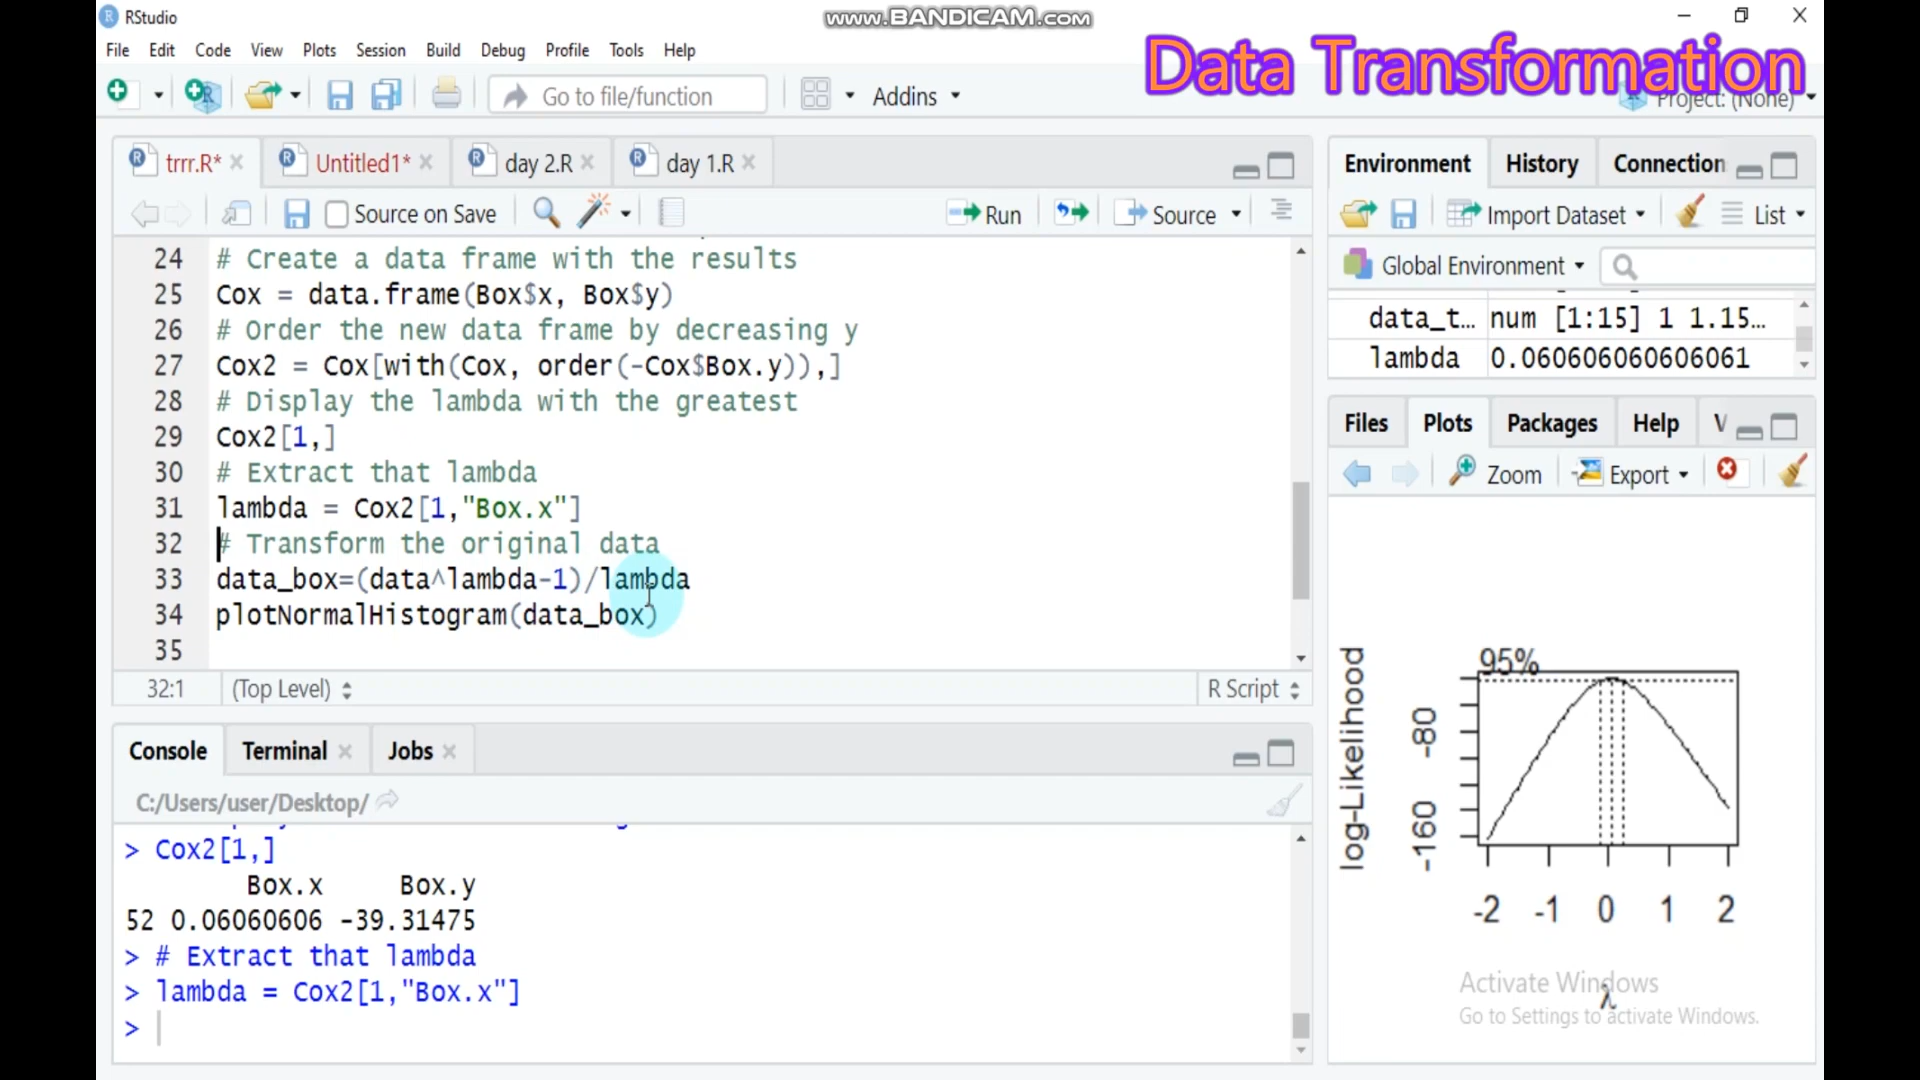 RStudio
www.BANDICAM.com
File Edit Code View Plots Session Build Debug Profile Tools Help
Data Transformation
Go to file/function
Addins
Project: (None)
trrr.R*
Untitled1*
day 2.R
day 1.R
Source on Save
Run
Source
24 # Create a data frame with the results
25 Cox = data.frame(Box$x, Box$y)
26 # Order the new data frame by decreasing y
27 Cox2 = Cox[with(Cox, order(-Cox$Box.y)),]
28 # Display the lambda with the greatest
29 Cox2[1,]
30 # Extract that lambda
31 lambda = Cox2[1,"Box.x"]
32 # Transform the original data
33 data_box=(data^lambda-1)/lambda
34 plotNormalHistogram(data_box)
35
32:1 (Top Level) R Script
Console Terminal Jobs
C:/Users/user/Desktop/
> Cox2[1,]
Box.x Box.y
52 0.06060606 -39.31475
> # Extract that lambda
> lambda = Cox2[1,"Box.x"]
>
Environment History Connection
Import Dataset List
Global Environment
data_t… num [1:15] 1 1.15…
lambda 0.060606060606061
Files Plots Packages Help V
Zoom Export
95%
log-Likelihood
-80
-160
-2 -1 0 1 2
λ
Activate Windows
Go to Settings to activate Windows.